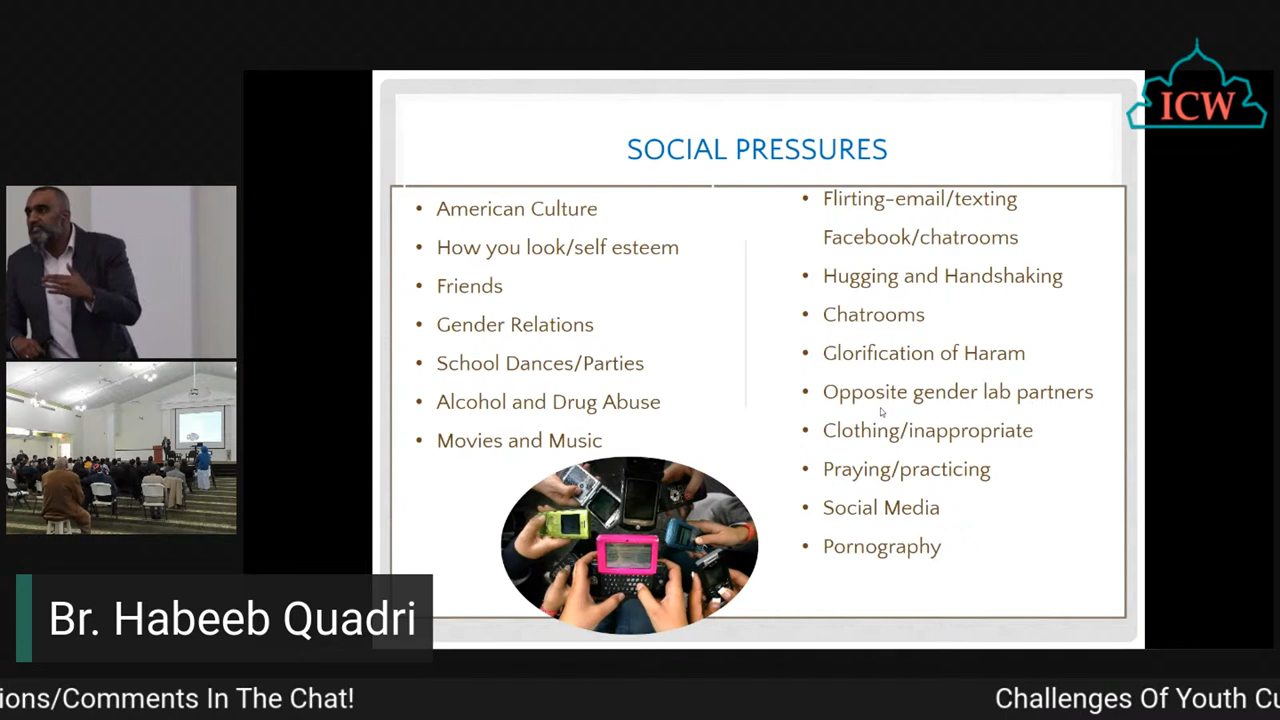 ICW
SOCIAL PRESSURES
American Culture
How you look/self esteem
Friends
Gender Relations
School Dances/Parties
Alcohol and Drug Abuse
Movies and Music
Flirting-email/texting
Facebook/chatrooms
Hugging and Handshaking
Chatrooms
Glorification of Haram
Opposite gender lab partners
Clothing/inappropriate
Praying/practicing
Social Media
Pornography
Br. Habeeb Quadri
ions/Comments In The Chat!
Challenges Of Youth Cu